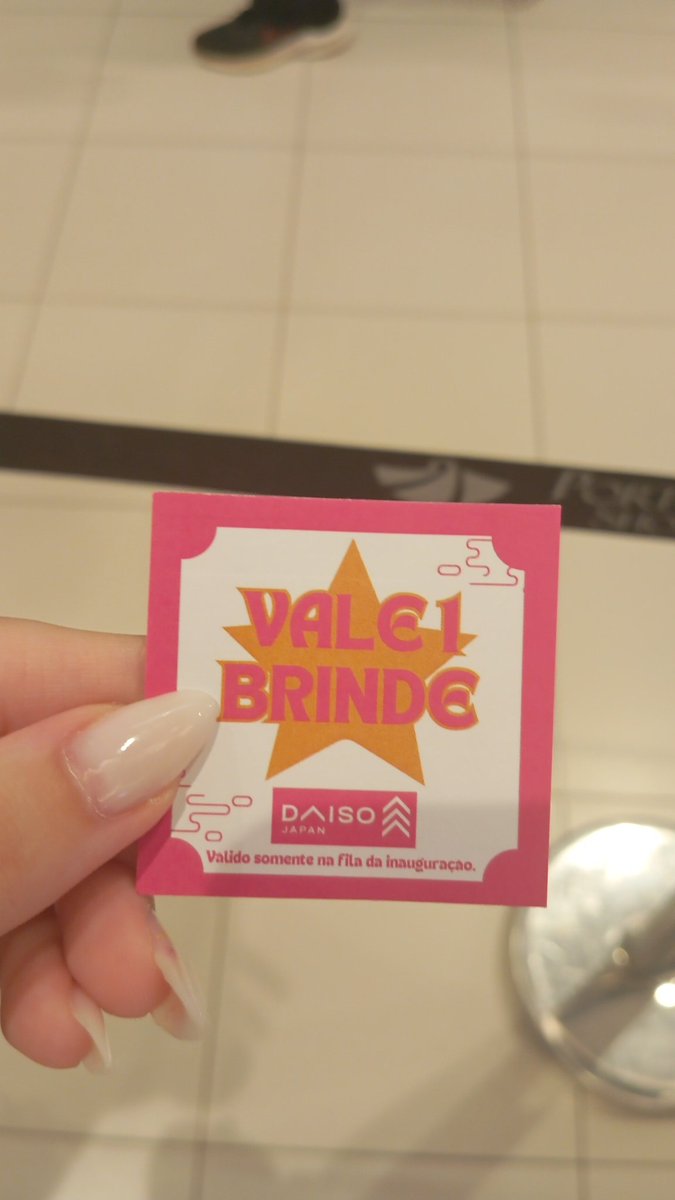 VALE 1
BRINDE
DAISO
JAPAN
Valido somente na fila da inauguração.